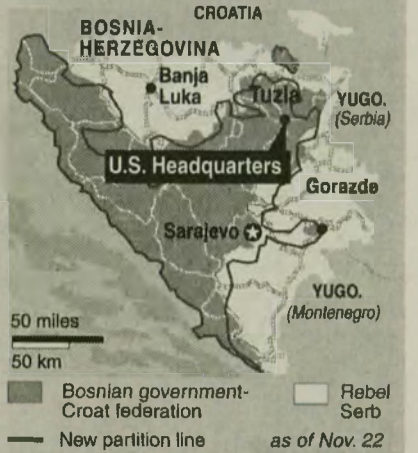 CROATIA
BOSNIA-
HERZEGOVINA
Banja
Luka
Tuzla
YUGO.
(Serbia)
U.S. Headquarters
Gorazde
Sarajevo
YUGO.
(Montenegro)
50 miles
50 km
Bosnian government-
Croat federation
Rebel
Serb
New partition line
as of Nov. 22